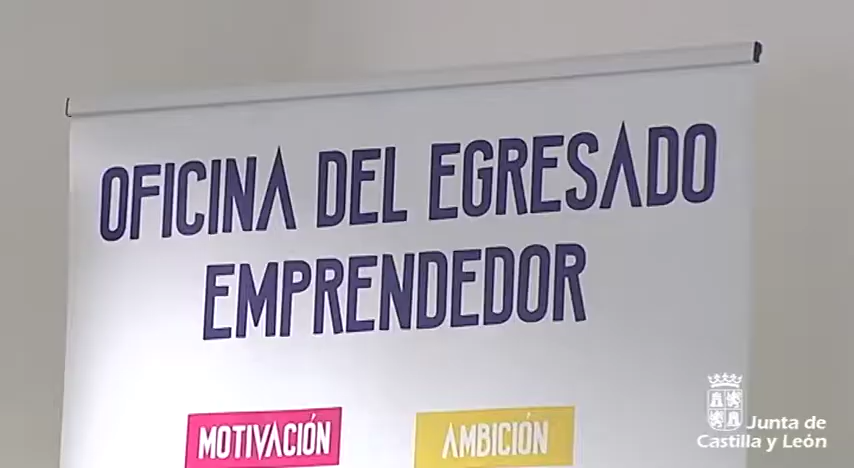 OFICINA DEL EGRESADO
EMPRENDEDOR
MOTIVACIÓN
AMBICIÓN
Junta de
Castilla y León